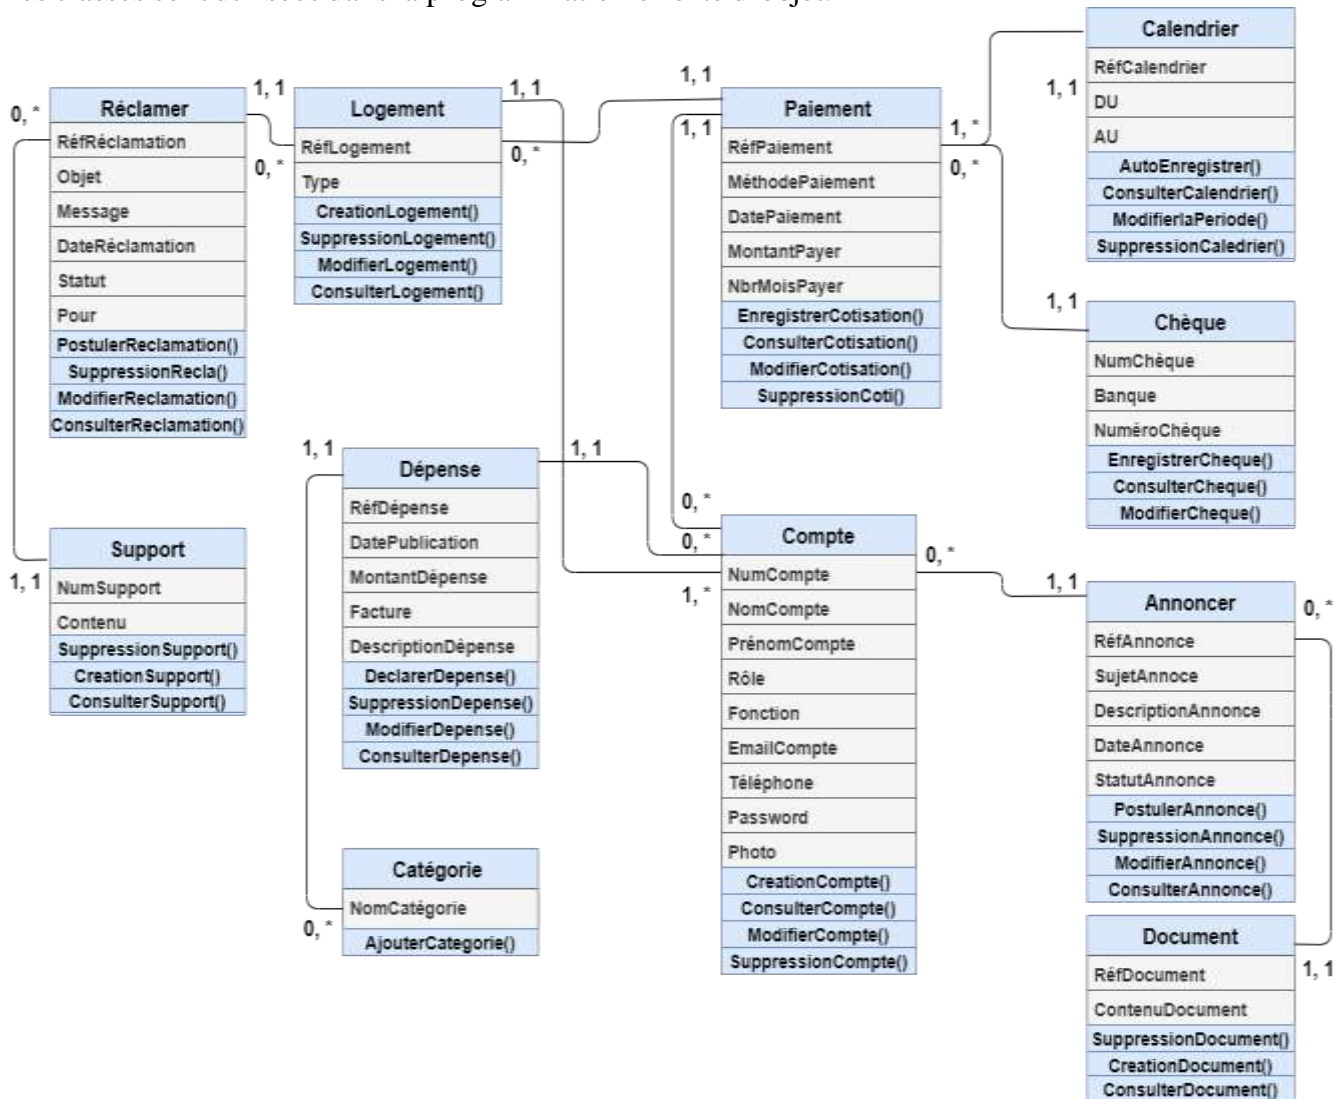 Calendrier
RéfCalendrier
DU
AU
AutoEnregistrer()
ConsulterCalendrier()
ModifierlaPeriode()
SuppressionCaledrier()
1, 1
Réclamer
RéfRéclamation
Objet
Message
DateRéclamation
Statut
Pour
PostulerReclamation()
SuppressionRecla()
ModifierReclamation()
ConsulterReclamation()
0, *
1, 1
0, *
Logement
RéfLogement
Type
CreationLogement()
SuppressionLogement()
ModifierLogement()
ConsulterLogement()
1, 1
0, *
1, 1
1, 1
Paiement
RéfPaiement
MéthodePaiement
DatePaiement
MontantPayer
NbrMoisPayer
EnregistrerCotisation()
ConsulterCotisation()
ModifierCotisation()
SuppressionCoti()
1, *
0, *
1, 1
Chèque
NumChèque
Banque
NuméroChèque
EnregistrerCheque()
ConsulterCheque()
ModifierCheque()
1, 1
Support
NumSupport
Contenu
SuppressionSupport()
CreationSupport()
ConsulterSupport()
1, 1
Dépense
RéfDépense
DatePublication
MontantDépense
Facture
DescriptionDépense
DeclarerDepense()
SuppressionDepense()
ModifierDepense()
ConsulterDepense()
1, 1
0, *
Catégorie
NomCatégorie
AjouterCategorie()
0, *
0, *
1, *
Compte
NumCompte
NomCompte
PrénomCompte
Rôle
Fonction
EmailCompte
Téléphone
Password
Photo
CreationCompte()
ConsulterCompte()
ModifierCompte()
SuppressionCompte()
0, *
1, 1
Annoncer
RéfAnnonce
SujetAnnoce
DescriptionAnnonce
DateAnnonce
StatutAnnonce
PostulerAnnonce()
SuppressionAnnonce()
ModifierAnnonce()
ConsulterAnnonce()
0, *
Document
RéfDocument
ContenuDocument
SuppressionDocument()
CreationDocument()
ConsulterDocument()
1, 1